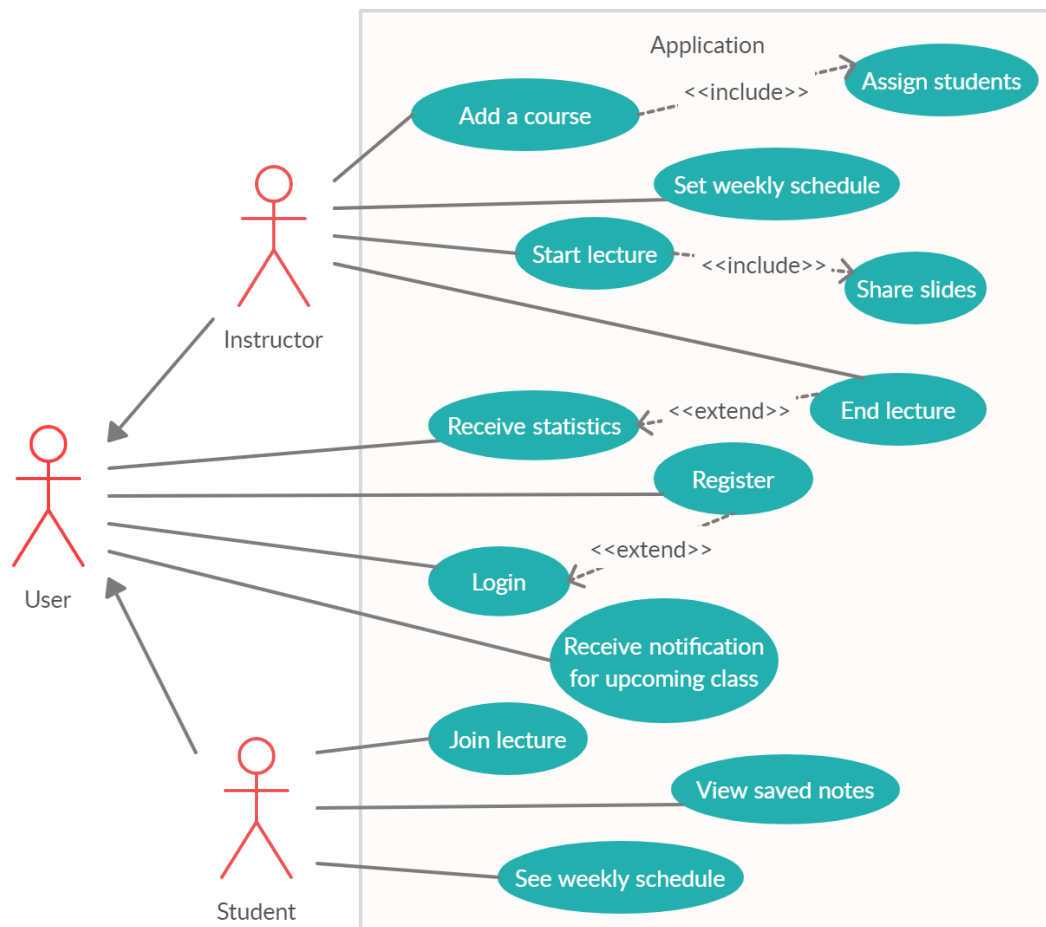 Application
Assign students
<<include>>
Add a course
Set weekly schedule
Start lecture
<<include>>
Share slides
Instructor
<<extend>>
End lecture
Receive statistics
Register
<<extend>>
Login
User
Receive notification
for upcoming class
Join lecture
View saved notes
See weekly schedule
Student